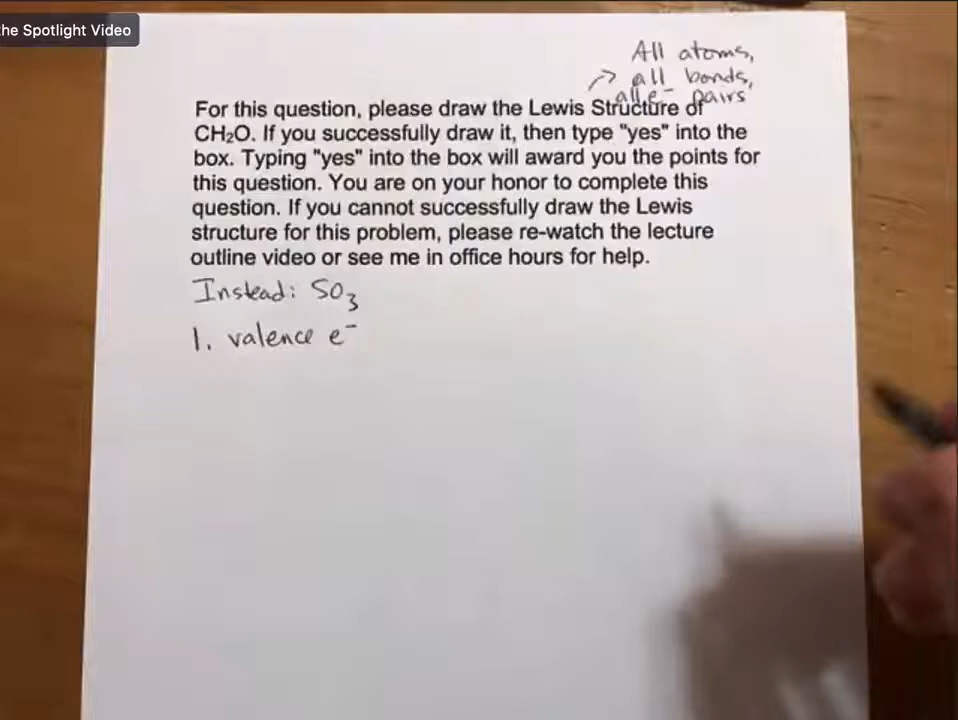 the Spotlight Video
All atoms,
→ all bonds,
all e⁻ pairs
For this question, please draw the Lewis Structure of
CH₂O. If you successfully draw it, then type "yes" into the
box. Typing "yes" into the box will award you the points for
this question. You are on your honor to complete this
question. If you cannot successfully draw the Lewis
structure for this problem, please re-watch the lecture
outline video or see me in office hours for help.
Instead: SO₃
1. valence e⁻